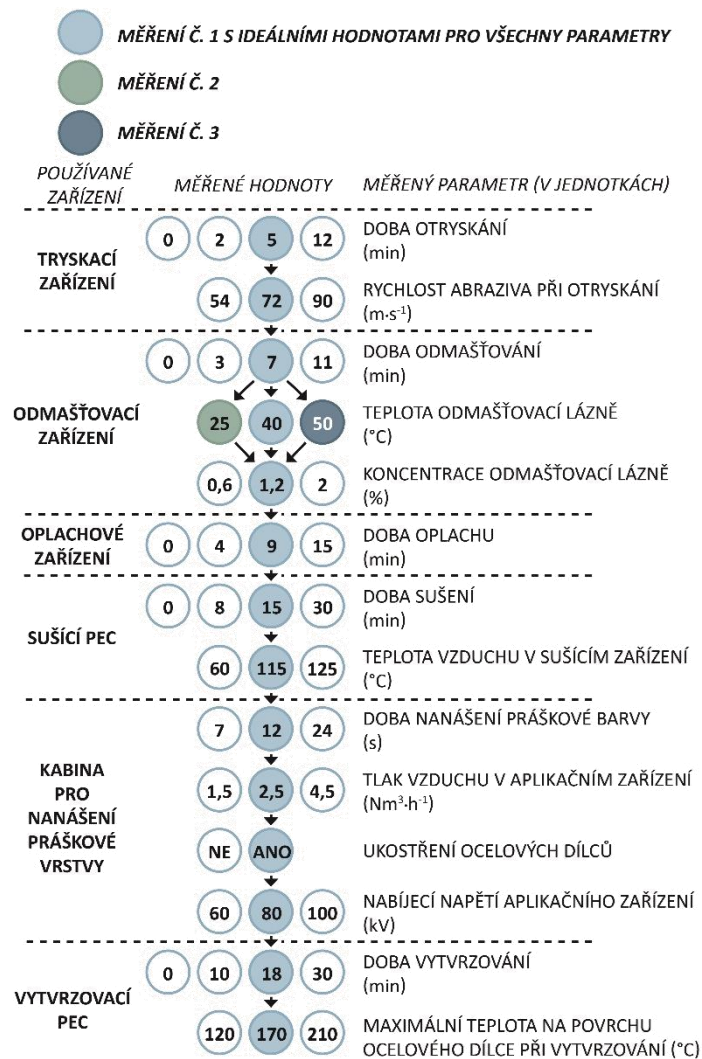 MĚŘENÍ Č. 1 S IDEÁLNÍMI HODNOTAMI PRO VŠECHNY PARAMETRY
MĚŘENÍ Č. 2
MĚŘENÍ Č. 3
POUŽÍVANÉ ZAŘÍZENÍ
MĚŘENÉ HODNOTY
MĚŘENÝ PARAMETR (V JEDNOTKÁCH)
TRYSKACÍ
ZAŘÍZENÍ
0 2 5 12 DOBA OTRYSKÁNÍ
(min)
54 72 90 RYCHLOST ABRAZIVA PŘI OTRYSKÁNÍ
(m·s⁻¹)
ODMAŠŤOVACÍ
ZAŘÍZENÍ
0 3 7 11 DOBA ODMAŠŤOVÁNÍ
(min)
25 40 50 TEPLOTA ODMAŠŤOVACÍ LÁZNĚ
(°C)
0,6 1,2 2 KONCENTRACE ODMAŠŤOVACÍ LÁZNĚ
(%)
OPLACHOVÉ
ZAŘÍZENÍ
0 4 9 15 DOBA OPLACHU
(min)
SUŠÍCÍ PEC
0 8 15 30 DOBA SUŠENÍ
(min)
60 115 125 TEPLOTA VZDUCHU V SUŠÍCÍM ZAŘÍZENÍ
(°C)
KABINA
PRO
NANÁŠENÍ
PRÁŠKOVÉ
VRSTVY
7 12 24 DOBA NANÁŠENÍ PRÁŠKOVÉ BARVY
(s)
1,5 2,5 4,5 TLAK VZDUCHU V APLIKAČNÍM ZAŘÍZENÍ
(Nm³·h⁻¹)
NE ANO UKOSTŘENÍ OCELOVÝCH DÍLCŮ
60 80 100 NABÍJECÍ NAPĚTÍ APLIKAČNÍHO ZAŘÍZENÍ
(kV)
VYTVRZOVACÍ
PEC
0 10 18 30 DOBA VYTVRZOVÁNÍ
(min)
120 170 210 MAXIMÁLNÍ TEPLOTA NA POVRCHU
OCELOVÉHO DÍLCE PŘI VYTVRZOVÁNÍ (°C)